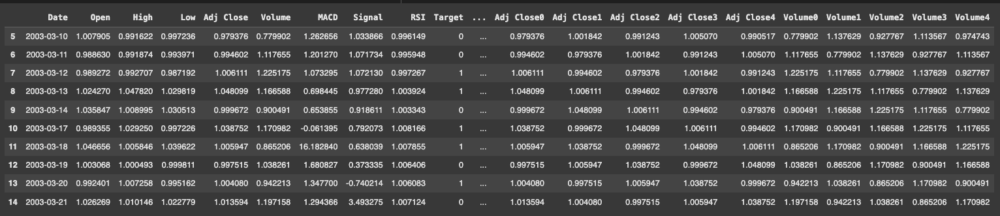 Date Open High Low Adj Close Volume MACD Signal RSI Target ... Adj Close0 Adj Close1 Adj Close2 Adj Close3 Adj Close4 Volume0 Volume1 Volume2 Volume3 Volume4
5 2003-03-10 1.007905 0.991622 0.997236 0.979376 0.779902 1.262656 1.033866 0.996149 0 ... 0.979376 1.001842 0.991243 1.005070 0.990517 0.779902 1.137629 0.927767 1.113567 0.974743
6 2003-03-11 0.988630 0.991874 0.993971 0.994602 1.117655 1.201270 1.071734 0.995948 0 ... 0.994602 0.979376 1.001842 0.991243 1.005070 1.117655 0.779902 1.137629 0.927767 1.113567
7 2003-03-12 0.989272 0.992707 0.987192 1.006111 1.225175 1.073295 1.072130 0.997267 1 ... 1.006111 0.994602 0.979376 1.001842 0.991243 1.225175 1.117655 0.779902 1.137629 0.927767
8 2003-03-13 1.024270 1.047820 1.029819 1.048099 1.166588 0.698445 0.977280 1.003924 1 ... 1.048099 1.006111 0.994602 0.979376 1.001842 1.166588 1.225175 1.117655 0.779902 1.137629
9 2003-03-14 1.035847 1.008995 1.030513 0.999672 0.900491 0.653855 0.918611 1.003343 0 ... 0.999672 1.048099 1.006111 0.994602 0.979376 0.900491 1.166588 1.225175 1.117655 0.779902
10 2003-03-17 0.989355 1.029250 0.997226 1.038752 1.170982 -0.061395 0.792073 1.008166 1 ... 1.038752 0.999672 1.048099 1.006111 0.994602 1.170982 0.900491 1.166588 1.225175 1.117655
11 2003-03-18 1.046656 1.005846 1.039622 1.005947 0.865206 16.182840 0.638039 1.007855 1 ... 1.005947 1.038752 0.999672 1.048099 1.006111 0.865206 1.170982 0.900491 1.166588 1.225175
12 2003-03-19 1.003068 1.000493 0.999811 0.997515 1.038261 1.680827 0.373335 1.006406 0 ... 0.997515 1.005947 1.038752 0.999672 1.048099 1.038261 0.865206 1.170982 0.900491 1.166588
13 2003-03-20 0.992401 1.007258 0.995162 1.004080 0.942213 1.347700 -0.740214 1.006083 1 ... 1.004080 0.997515 1.005947 1.038752 0.999672 0.942213 1.038261 0.865206 1.170982 0.900491
14 2003-03-21 1.026269 1.010146 1.022779 1.013594 1.197158 1.294366 3.493275 1.007124 0 ... 1.013594 1.004080 0.997515 1.005947 1.038752 1.197158 0.942213 1.038261 0.865206 1.170982